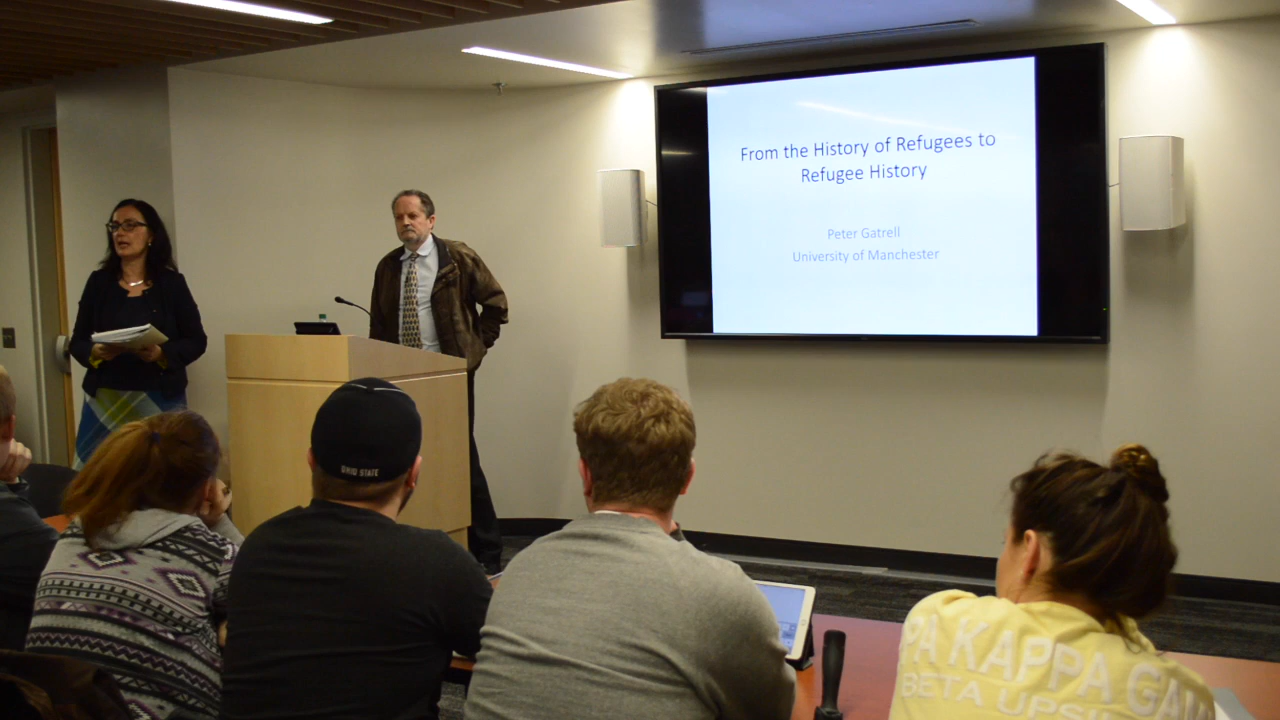 From the History of Refugees to
Refugee History
Peter Gatrell
University of Manchester
OHIO STATE
PA KAPPA GA
BETA UPS